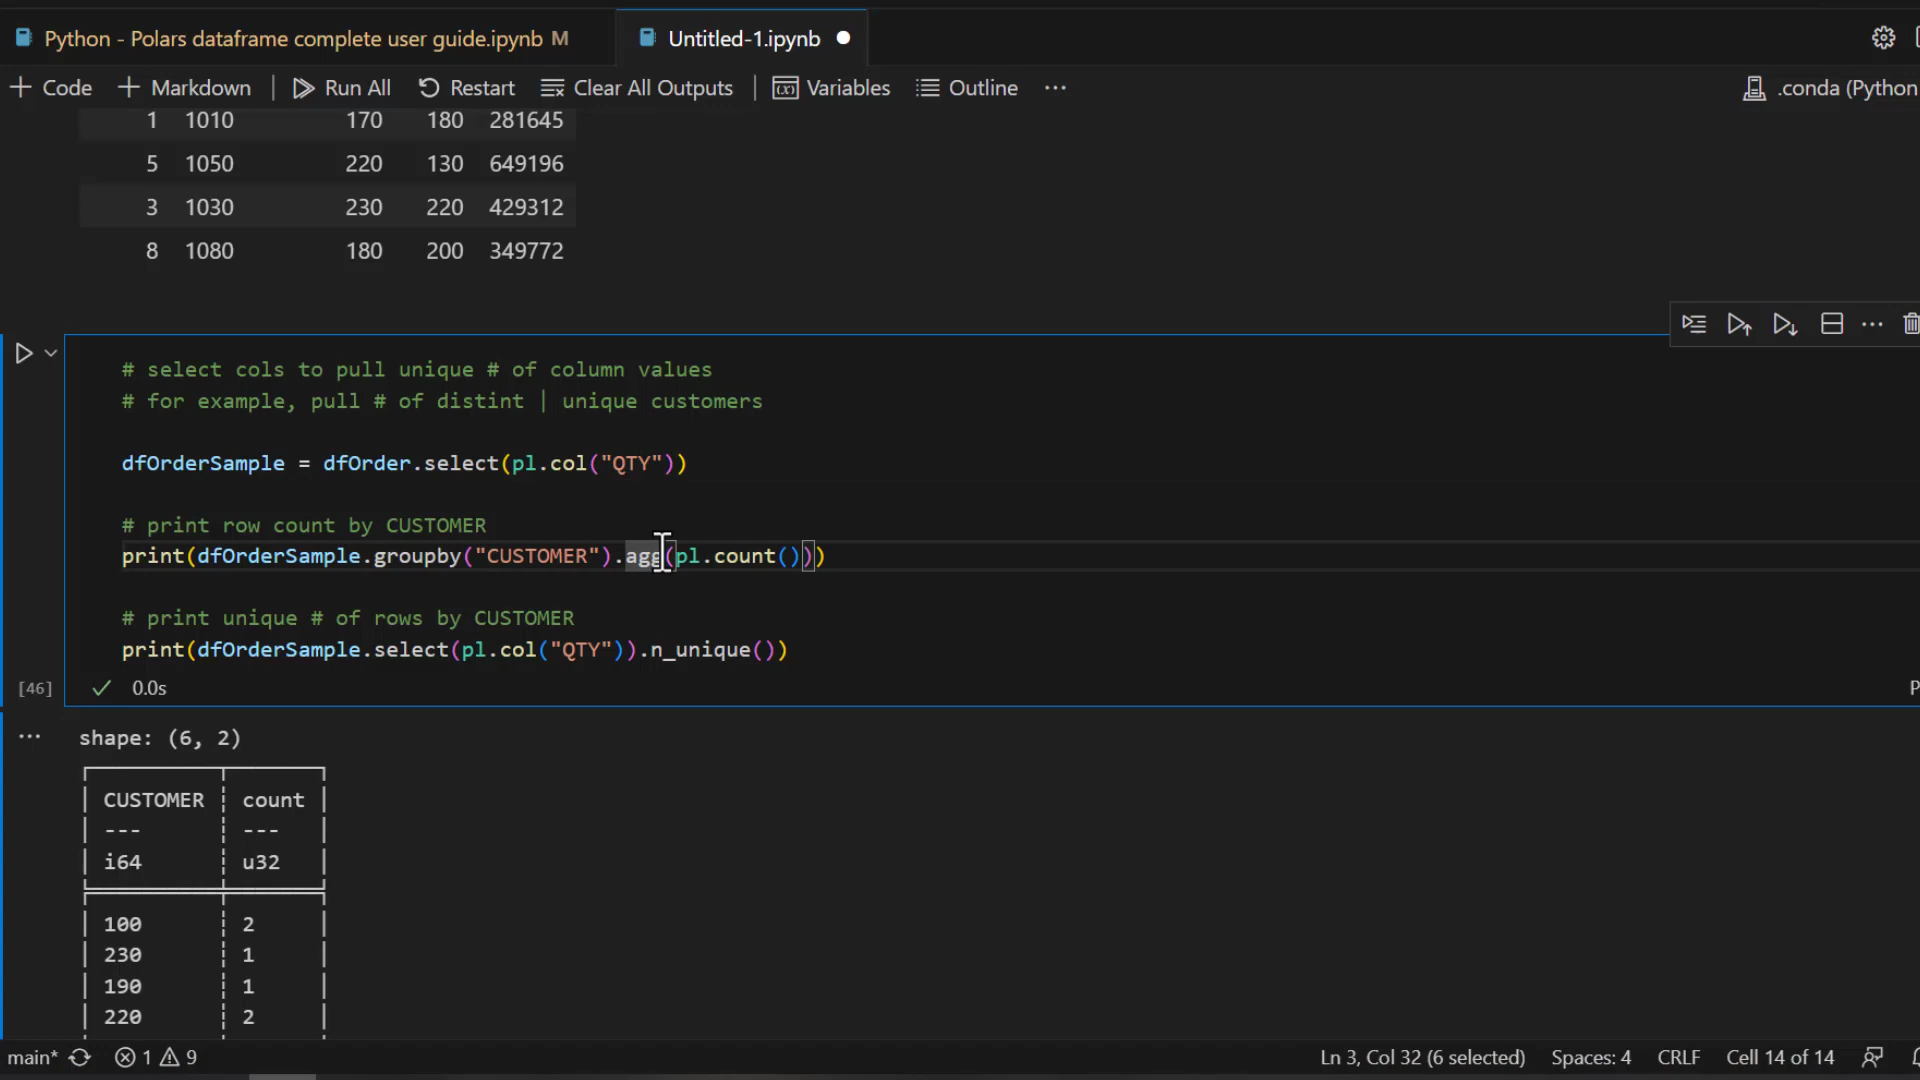 Python - Polars dataframe complete user guide.ipynb M
Untitled-1.ipynb
Code Markdown Run All Restart Clear All Outputs Variables Outline ··· .conda (Python
1 1010 170 180 281645
5 1050 220 130 649196
3 1030 230 220 429312
8 1080 180 200 349772
# select cols to pull unique # of column values
# for example, pull # of distint | unique customers
dfOrderSample = dfOrder.select(pl.col("QTY"))
# print row count by CUSTOMER
print(dfOrderSample.groupby("CUSTOMER").agg(pl.count()))
# print unique # of rows by CUSTOMER
print(dfOrderSample.select(pl.col("QTY")).n_unique())
[46] 0.0s P
shape: (6, 2)
CUSTOMER count
--- ---
i64 u32
100 2
230 1
190 1
220 2
main* 1 9 Ln 3, Col 32 (6 selected) Spaces: 4 CRLF Cell 14 of 14